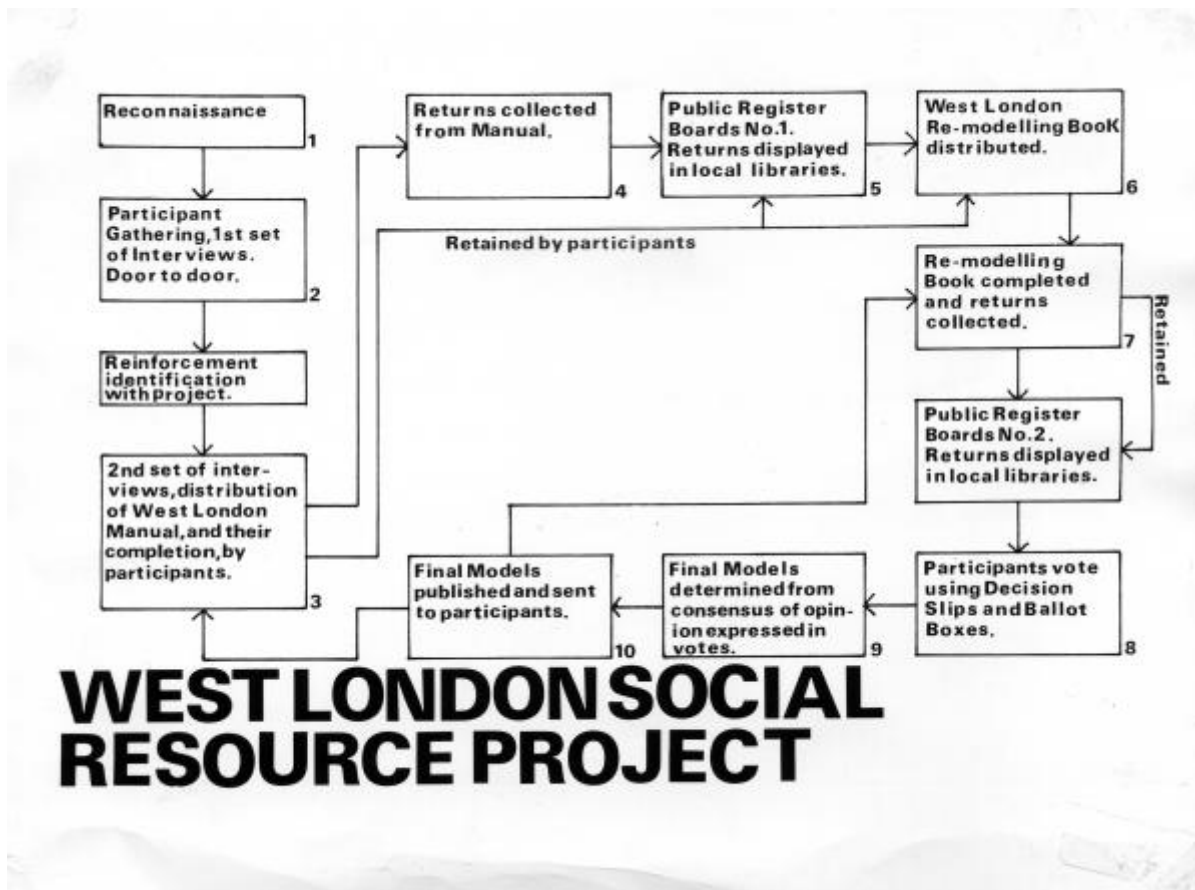 Reconnaissance
1
Participant
Gathering,1st set
of Interviews.
Door to door.
2
Reinforcement
identification
with project.
2nd set of inter-
views,distribution
of West London
Manual,and their
completion,by
participants.
3
Returns collected
from Manual.
4
Public Register
Boards No.1.
Returns displayed
in local libraries.
5
West London
Re-modelling BooK
distributed.
6
Retained by participants
Re-modelling
Book completed
and returns
collected.
7
Retained
Public Register
Boards No.2.
Returns displayed
in local libraries.
Participants vote
using Decision
Slips and Ballot
Boxes.
8
Final Models
determined from
consensus of opin-
ion expressed in
votes.
9
Final Models
published and sent
to participants.
10
WEST LONDON SOCIAL
RESOURCE PROJECT